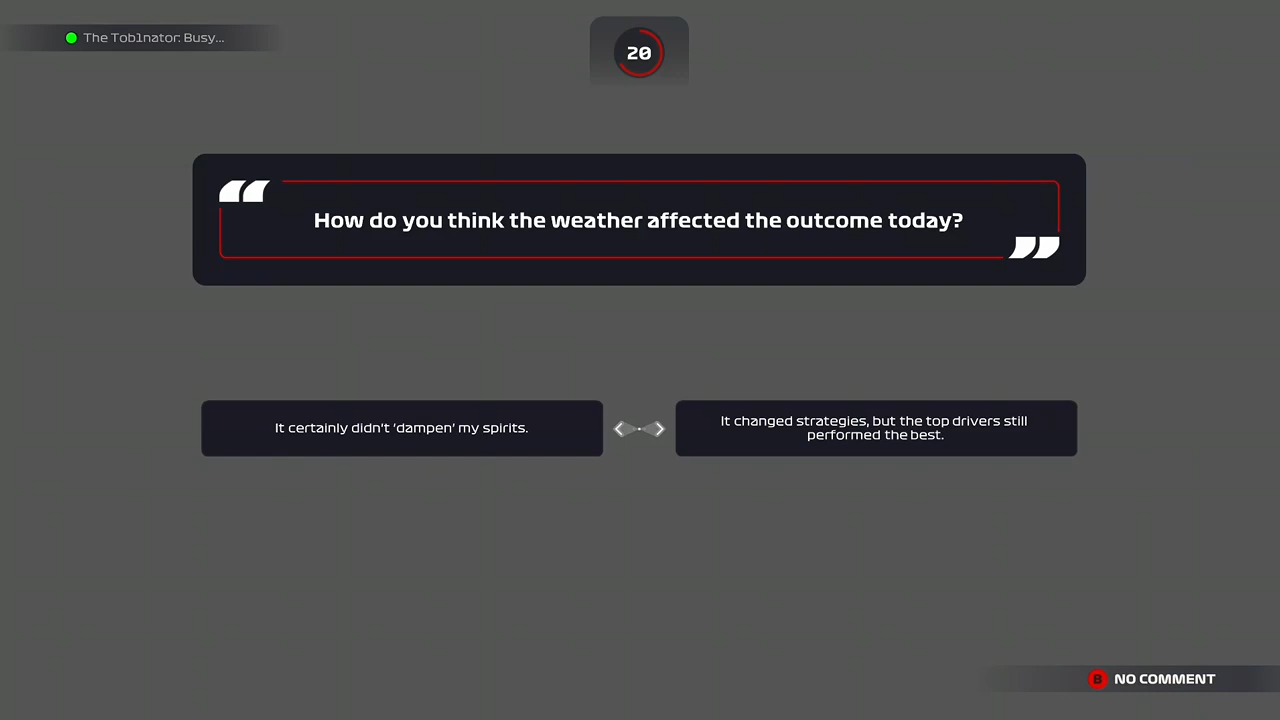 The Tob1nator: Busy...
20
How do you think the weather affected the outcome today?
It certainly didn't ‘dampen’ my spirits.
It changed strategies, but the top drivers still
performed the best.
B NO COMMENT